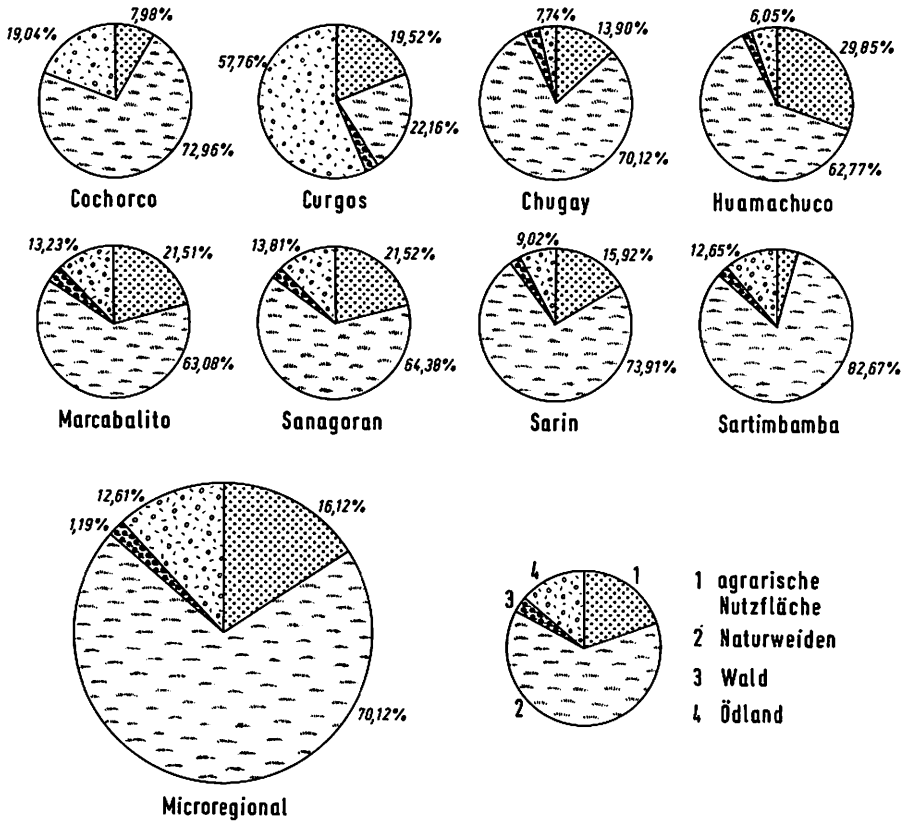 7,98%
19,04%
72,96%
Cochorco
19,52%
57,76%
22,16%
Curgos
7,74%
13,90%
70,12%
Chugay
6,05%
29,85%
62,77%
Huamachuco
13,23%
21,51%
63,08%
Marcabalito
13,81%
21,52%
64,38%
Sanagoran
9,02%
15,92%
73,91%
Sarin
12,65%
82,67%
Sartimbamba
12,61%
16,12%
1,19%
70,12%
Microregional
4
1
3
2
1 agrarische
Nutzfläche
2 Naturweiden
3 Wald
4 Ödland